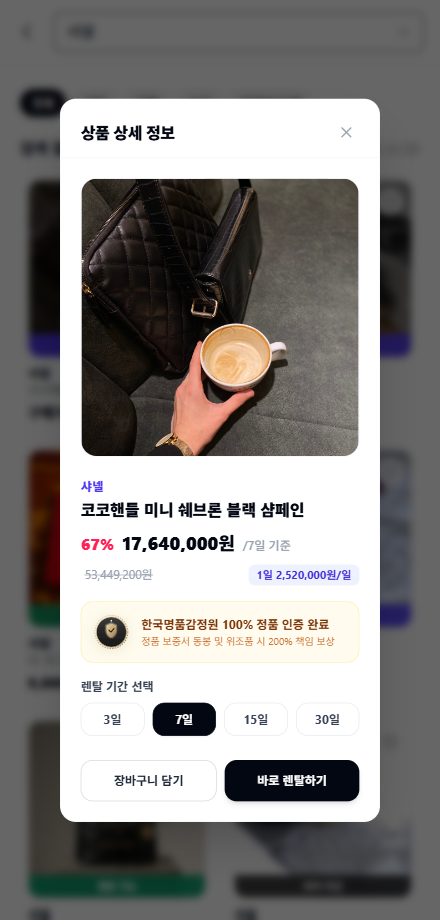 상품 상세 정보
샤넬
코코핸들 미니 쉐브론 블랙 샴페인
67% 17,640,000원 /7일 기준
53,449,200원 1일 2,520,000원/일
한국명품감정원 100% 정품 인증 완료
정품 보증서 동봉 및 위조품 시 200% 책임 보상
렌탈 기간 선택
3일 7일 15일 30일
장바구니 담기 바로 렌탈하기